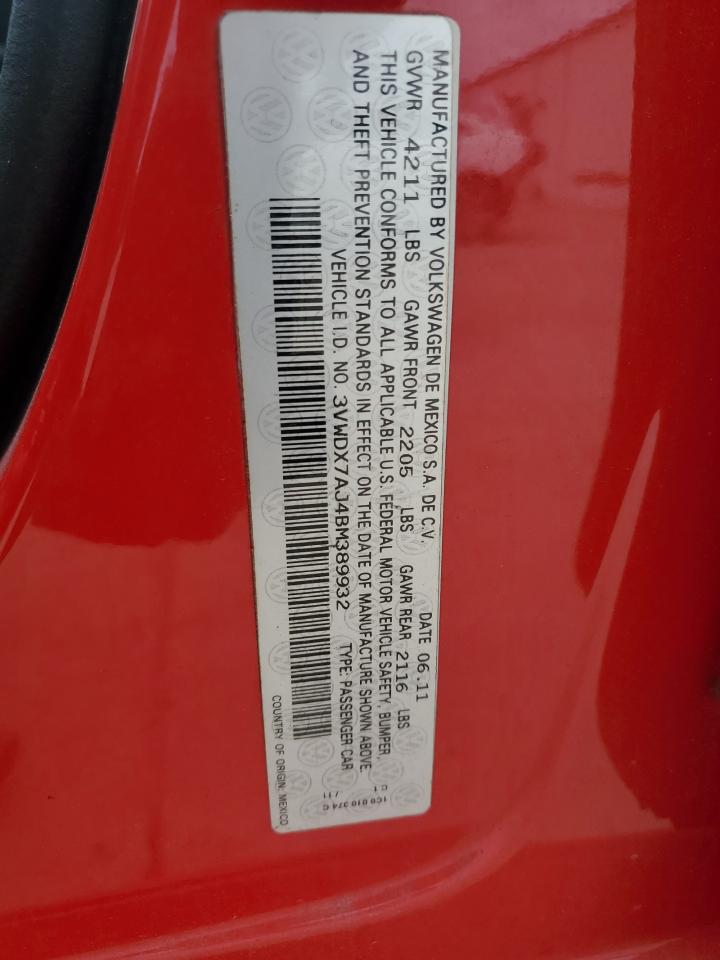 MANUFACTURED BY VOLKSWAGEN DE MEXICO S.A. DE C.V. DATE 06.11
GVWR 4211 LBS GAWR FRONT 2205 LBS GAWR REAR 2116 LBS
THIS VEHICLE CONFORMS TO ALL APPLICABLE U.S. FEDERAL MOTOR VEHICLE SAFETY, BUMPER,
AND THEFT PREVENTION STANDARDS IN EFFECT ON THE DATE OF MANUFACTURE SHOWN ABOVE.
VEHICLE I.D. NO. 3VWDX7AJ4BM389932 TYPE: PASSENGER CAR
COUNTRY OF ORIGIN: MEXICO